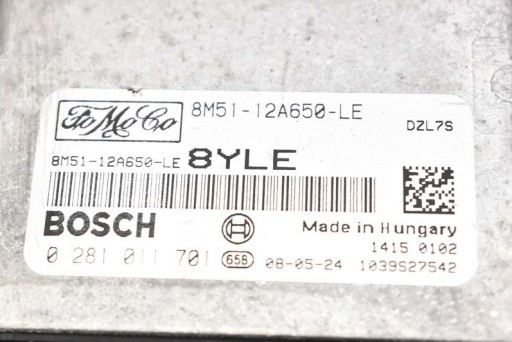 FoMoCo 8M51-12A650-LE DZL7S
8M51-12A650-LE 8YLE
BOSCH Made in Hungary
1415 0102
0 281 011 701 658 08-05-24 1039S27542